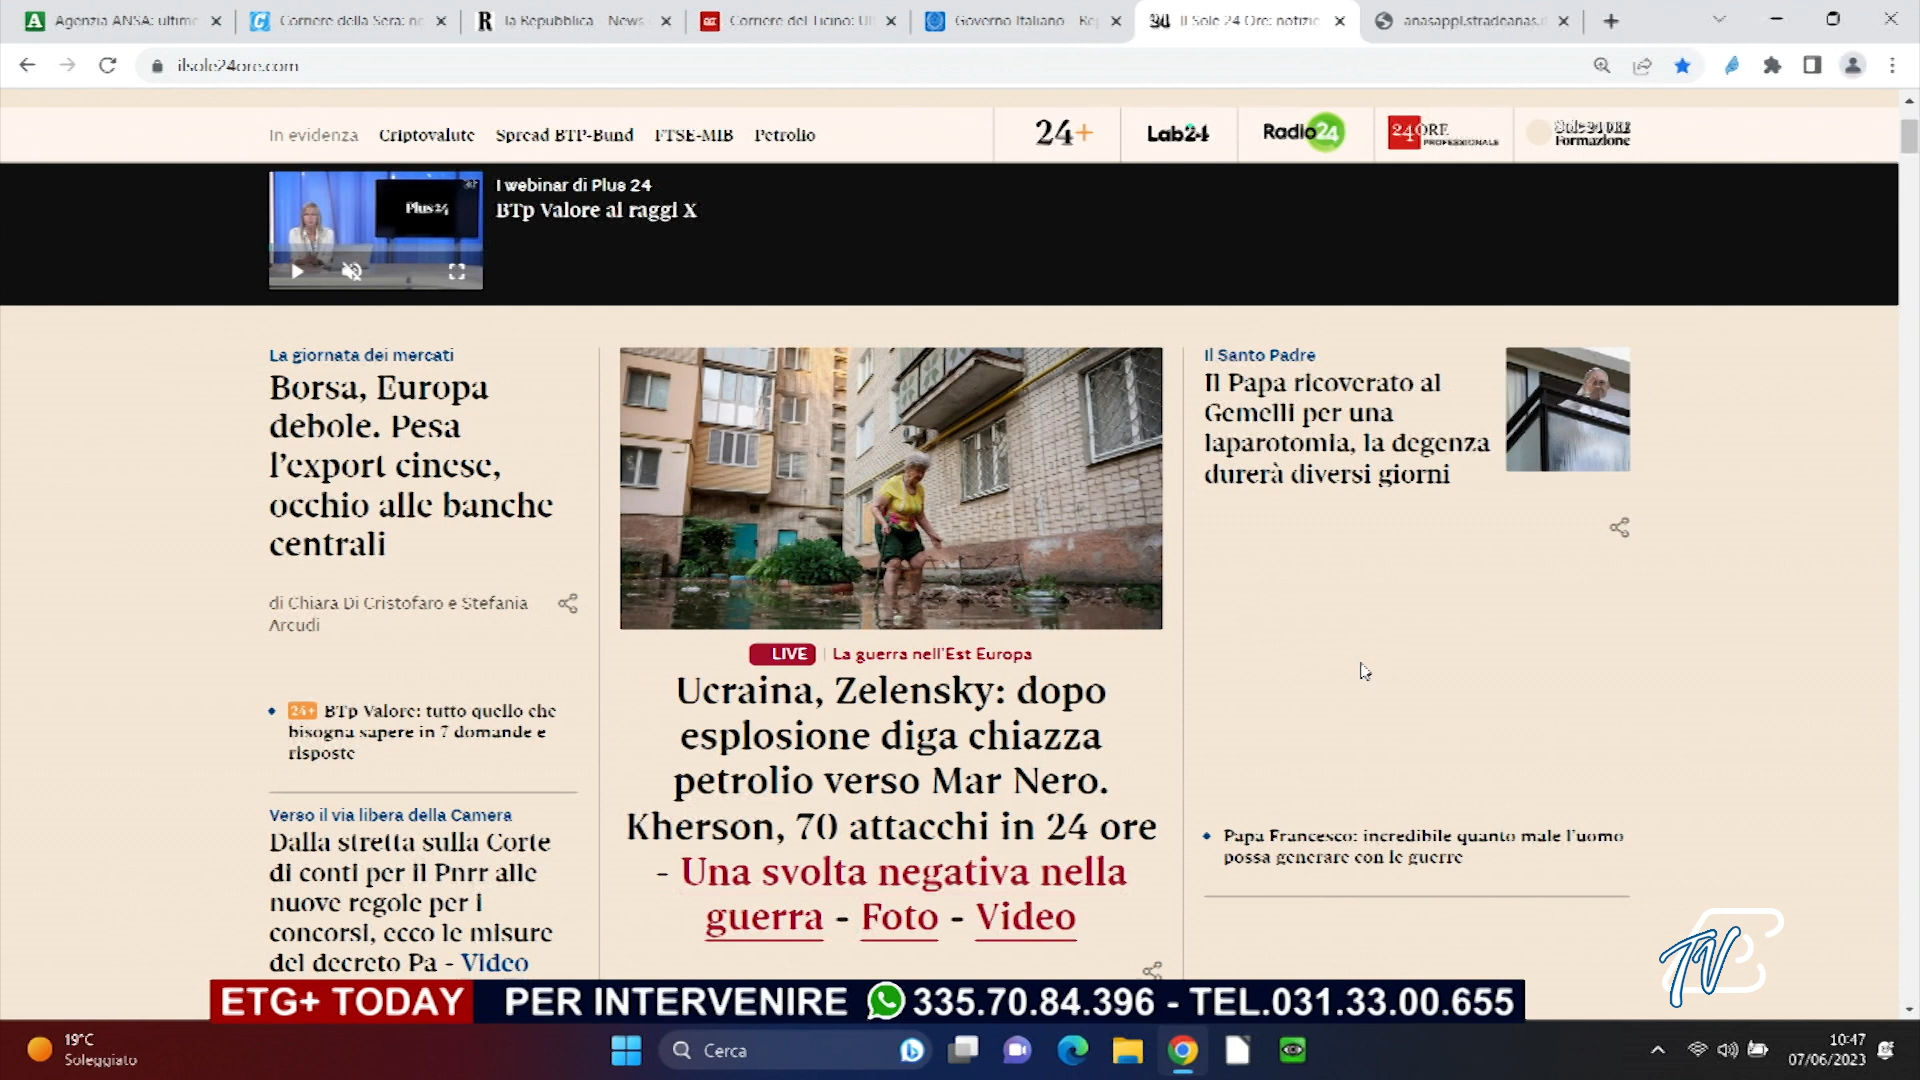 Agenzia ANSA: ultime
Corriere della Sera: ne
la Repubblica - News
Corriere del Ticino: Ul
Governo Italiano - Re
Il Sole 24 Ore: notizie
anasappl.stradeanas.it
ilsole24ore.com
In evidenza Criptovalute Spread BTP-Bund FTSE-MIB Petrolio
24+
Lab24
Radio24
24ORE
PROFESSIONALE
Sole 24 ORE
Formazione
Plus24
I webinar di Plus 24
BTp Valore ai raggi X
La giornata dei mercati
Borsa, Europa
debole. Pesa
l'export cinese,
occhio alle banche
centrali
di Chiara Di Cristofaro e Stefania
Arcudi
24+ BTp Valore: tutto quello che
bisogna sapere in 7 domande e
risposte
Verso il via libera della Camera
Dalla stretta sulla Corte
di conti per il Pnrr alle
nuove regole per i
concorsi, ecco le misure
del decreto Pa - Video
LIVE | La guerra nell'Est Europa
Ucraina, Zelensky: dopo
esplosione diga chiazza
petrolio verso Mar Nero.
Kherson, 70 attacchi in 24 ore
- Una svolta negativa nella
guerra - Foto - Video
Il Santo Padre
Il Papa ricoverato al
Gemelli per una
laparotomia, la degenza
durerà diversi giorni
Papa Francesco: incredibile quanto male l'uomo
possa generare con le guerre
TV
ETG+ TODAY PER INTERVENIRE 335.70.84.396 - TEL.031.33.00.655
19°C
Soleggiato
Cerca
10:47
07/06/2023